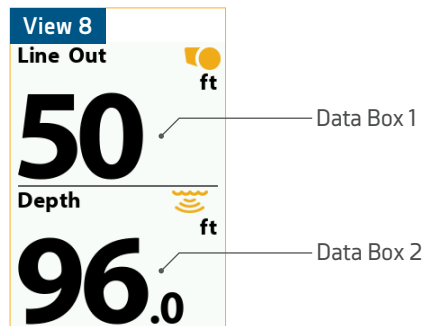 View 8
Line Out
ft
50
Data Box 1
Depth
ft
96.0
Data Box 2